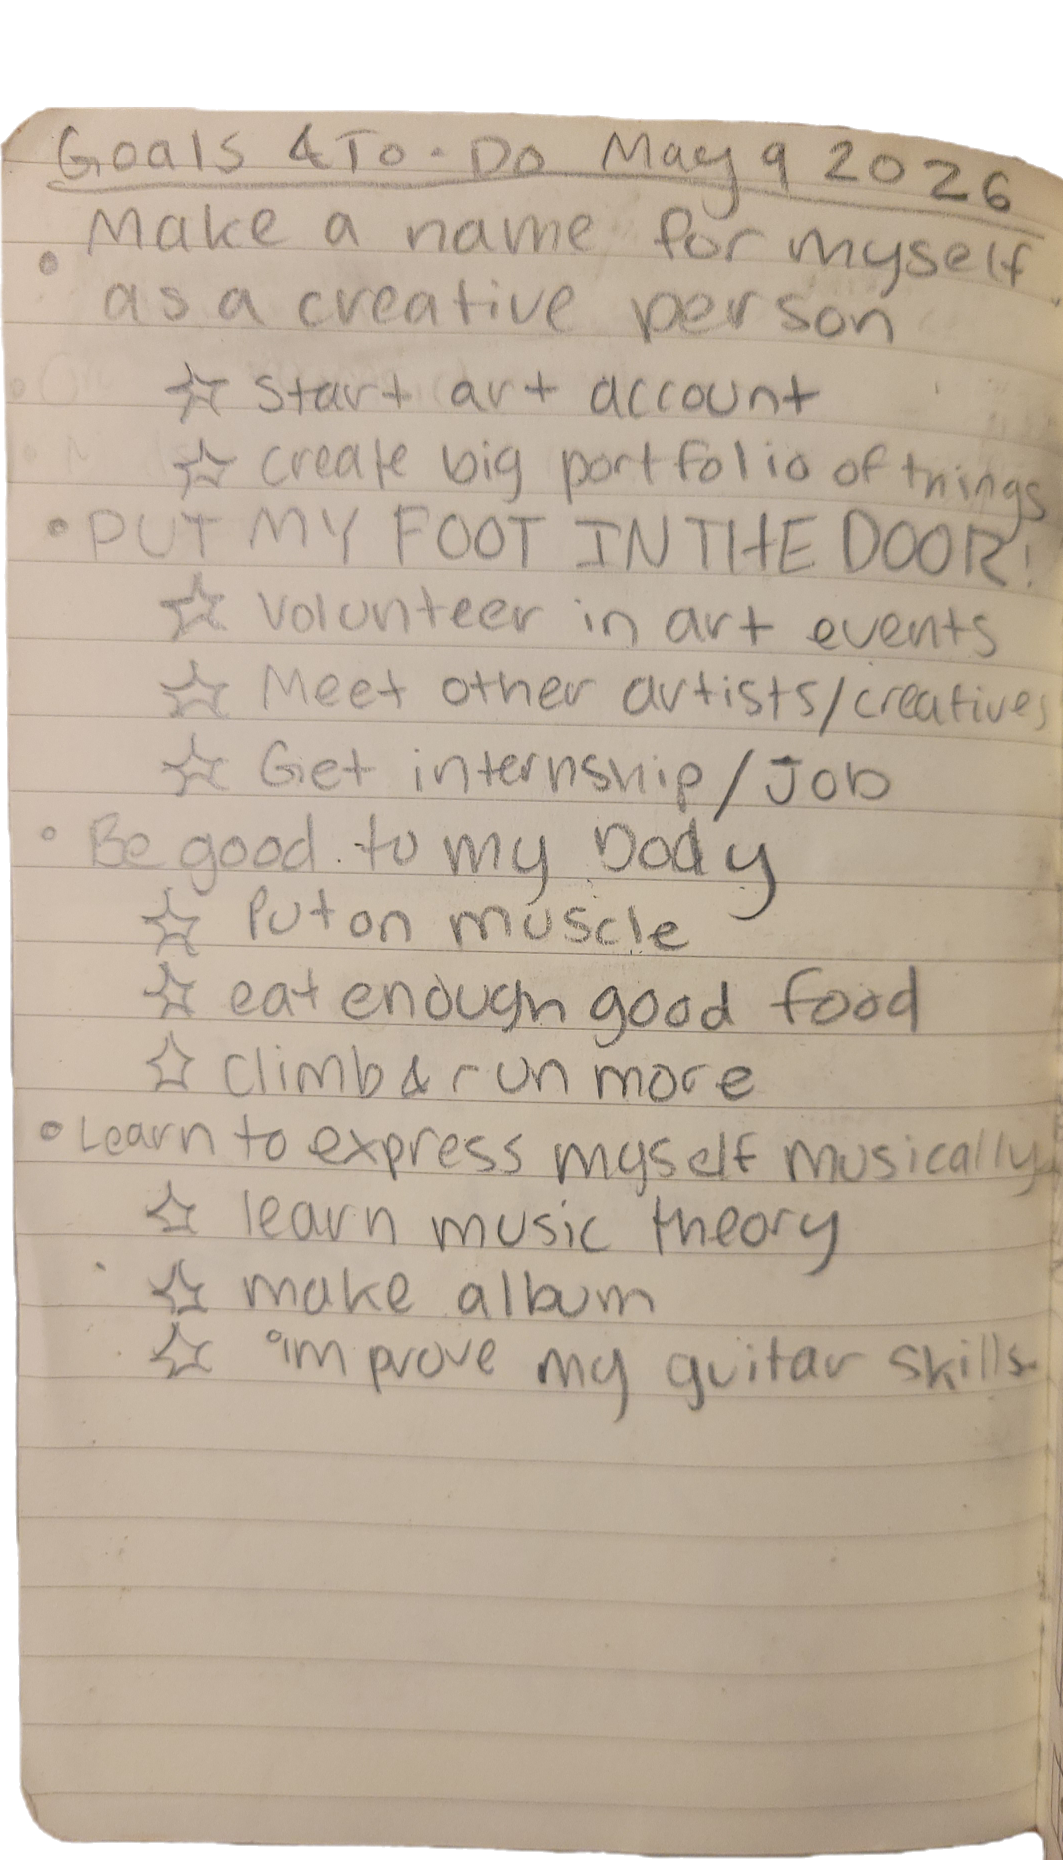 Goals & To-Do May 9 2026
Make a name for myself
as a creative person
☆ start art account
☆ create big portfolio of things
• PUT MY FOOT IN THE DOOR!
☆ Volunteer in art events
☆ Meet other artists/creatives
☆ Get internship/Job
• Be good to my body
☆ Put on muscle
☆ eat enough good food
☆ climb & run more
• Learn to express myself musically
☆ learn music theory
☆ make album
☆ improve my guitar skills